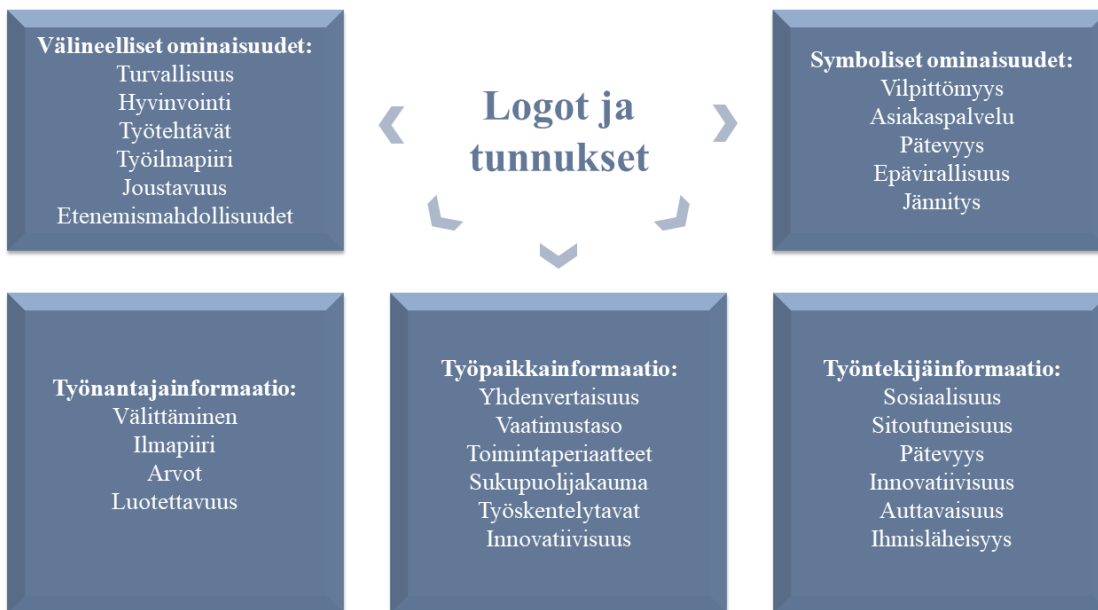 Välineelliset ominaisuudet:
Turvallisuus
Hyvinvointi
Työtehtävät
Työilmapiiri
Joustavuus
Etenemismahdollisuudet
Logot ja
tunnukset
Symboliset ominaisuudet:
Vilpittömyys
Asiakaspalvelu
Pätevyys
Epävirallisuus
Jännitys
Työnantajainformaatio:
Välittäminen
Ilmapiiri
Arvot
Luotettavuus
Työpaikkainformaatio:
Yhdenvertaisuus
Vaatimustaso
Toimintaperiaatteet
Sukupuolijakauma
Työskentelytavat
Innovatiivisuus
Työntekijäinformaatio:
Sosiaalisuus
Sitoutuneisuus
Pätevyys
Innovatiivisuus
Auttavaisuus
Ihmisläheisyys